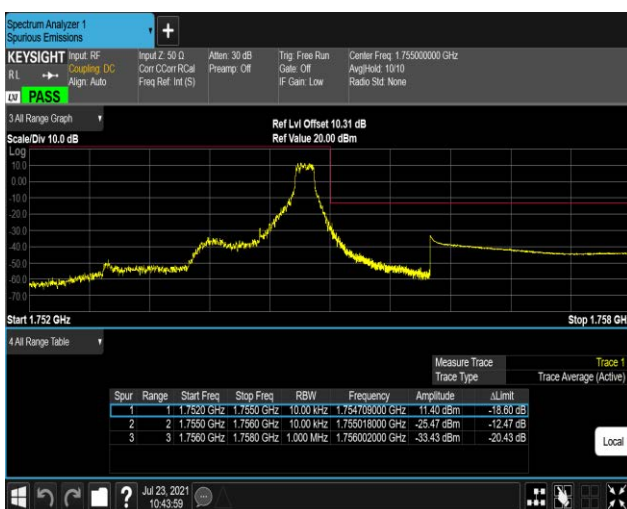 Spectrum Analyzer 1
Spurious Emissions
KEYSIGHT Input: RF Input Z: 50 Ω Atten: 30 dB Trig: Free Run Center Freq: 1.755000000 GHz
RL Coupling: DC Corr CCorr RCal Preamp: Off Gate: Off Avg|Hold: 10/10
Align: Auto Freq Ref: Int (S) IF Gain: Low Radio Std: None
LXI PASS
3 All Range Graph
Ref Lvl Offset 10.31 dB
Scale/Div 10.0 dB Ref Value 20.00 dBm
Log
10.0
0.00
-10.0
-20.0
-30.0
-40.0
-50.0
-60.0
-70.0
Start 1.752 GHz Stop 1.758 GH
4 All Range Table
Measure Trace Trace 1
Trace Type Trace Average (Active)
Spur Range Start Freq Stop Freq RBW Frequency Amplitude ΔLimit
1 1 1.7520 GHz 1.7550 GHz 10.00 kHz 1.754709000 GHz 11.40 dBm -18.60 dB
2 2 1.7550 GHz 1.7560 GHz 10.00 kHz 1.755018000 GHz -25.47 dBm -12.47 dB
3 3 1.7560 GHz 1.7580 GHz 1.000 MHz 1.756002000 GHz -33.43 dBm -20.43 dB
Local
Jul 23, 2021
10:43:59